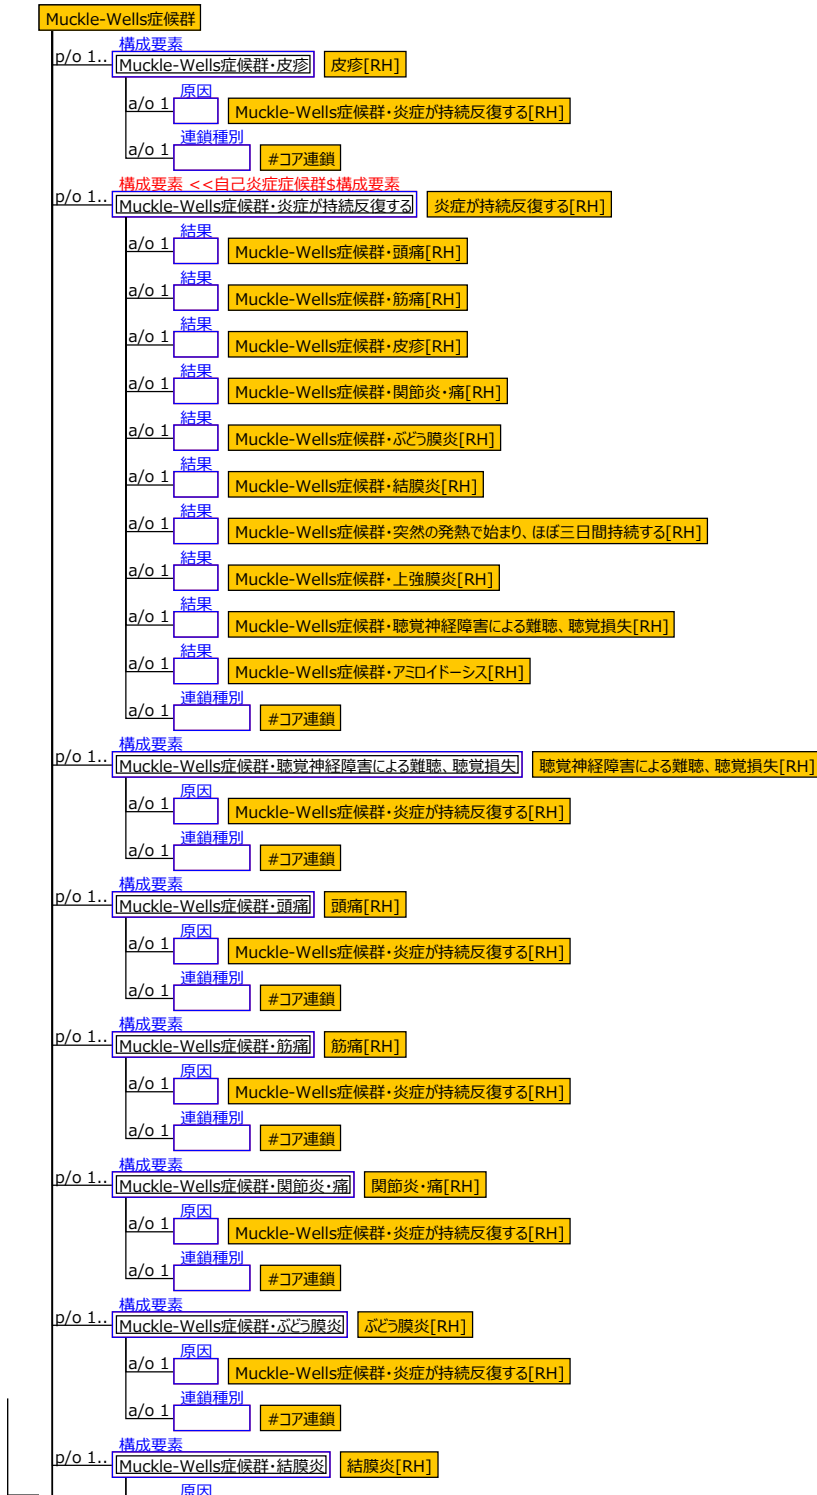 Muckle-Wells症候群
構成要素
p/o 1.. Muckle-Wells症候群・皮疹 皮疹[RH]
原因
a/o 1 Muckle-Wells症候群・炎症が持続反復する[RH]
連鎖種別
a/o 1 #コア連鎖
構成要素 <<自己炎症症候群$構成要素
p/o 1.. Muckle-Wells症候群・炎症が持続反復する 炎症が持続反復する[RH]
結果
a/o 1 Muckle-Wells症候群・頭痛[RH]
結果
a/o 1 Muckle-Wells症候群・筋痛[RH]
結果
a/o 1 Muckle-Wells症候群・皮疹[RH]
結果
a/o 1 Muckle-Wells症候群・関節炎・痛[RH]
結果
a/o 1 Muckle-Wells症候群・ぶどう膜炎[RH]
結果
a/o 1 Muckle-Wells症候群・結膜炎[RH]
結果
a/o 1 Muckle-Wells症候群・突然の発熱で始まり、ほぼ三日間持続する[RH]
結果
a/o 1 Muckle-Wells症候群・上強膜炎[RH]
結果
a/o 1 Muckle-Wells症候群・聴覚神経障害による難聴、聴覚損失[RH]
結果
a/o 1 Muckle-Wells症候群・アミロイドーシス[RH]
連鎖種別
a/o 1 #コア連鎖
構成要素
p/o 1.. Muckle-Wells症候群・聴覚神経障害による難聴、聴覚損失 聴覚神経障害による難聴、聴覚損失[RH]
原因
a/o 1 Muckle-Wells症候群・炎症が持続反復する[RH]
連鎖種別
a/o 1 #コア連鎖
構成要素
p/o 1.. Muckle-Wells症候群・頭痛 頭痛[RH]
原因
a/o 1 Muckle-Wells症候群・炎症が持続反復する[RH]
連鎖種別
a/o 1 #コア連鎖
構成要素
p/o 1.. Muckle-Wells症候群・筋痛 筋痛[RH]
原因
a/o 1 Muckle-Wells症候群・炎症が持続反復する[RH]
連鎖種別
a/o 1 #コア連鎖
構成要素
p/o 1.. Muckle-Wells症候群・関節炎・痛 関節炎・痛[RH]
原因
a/o 1 Muckle-Wells症候群・炎症が持続反復する[RH]
連鎖種別
a/o 1 #コア連鎖
構成要素
p/o 1.. Muckle-Wells症候群・ぶどう膜炎 ぶどう膜炎[RH]
原因
a/o 1 Muckle-Wells症候群・炎症が持続反復する[RH]
連鎖種別
a/o 1 #コア連鎖
構成要素
p/o 1.. Muckle-Wells症候群・結膜炎 結膜炎[RH]
原因